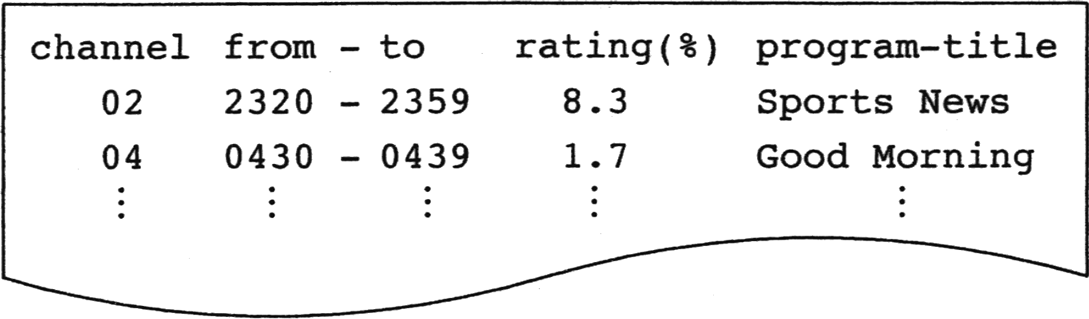 channel from - to rating(%) program-title
02 2320 - 2359 8.3 Sports News
04 0430 - 0439 1.7 Good Morning
⋮ ⋮ ⋮ ⋮ ⋮